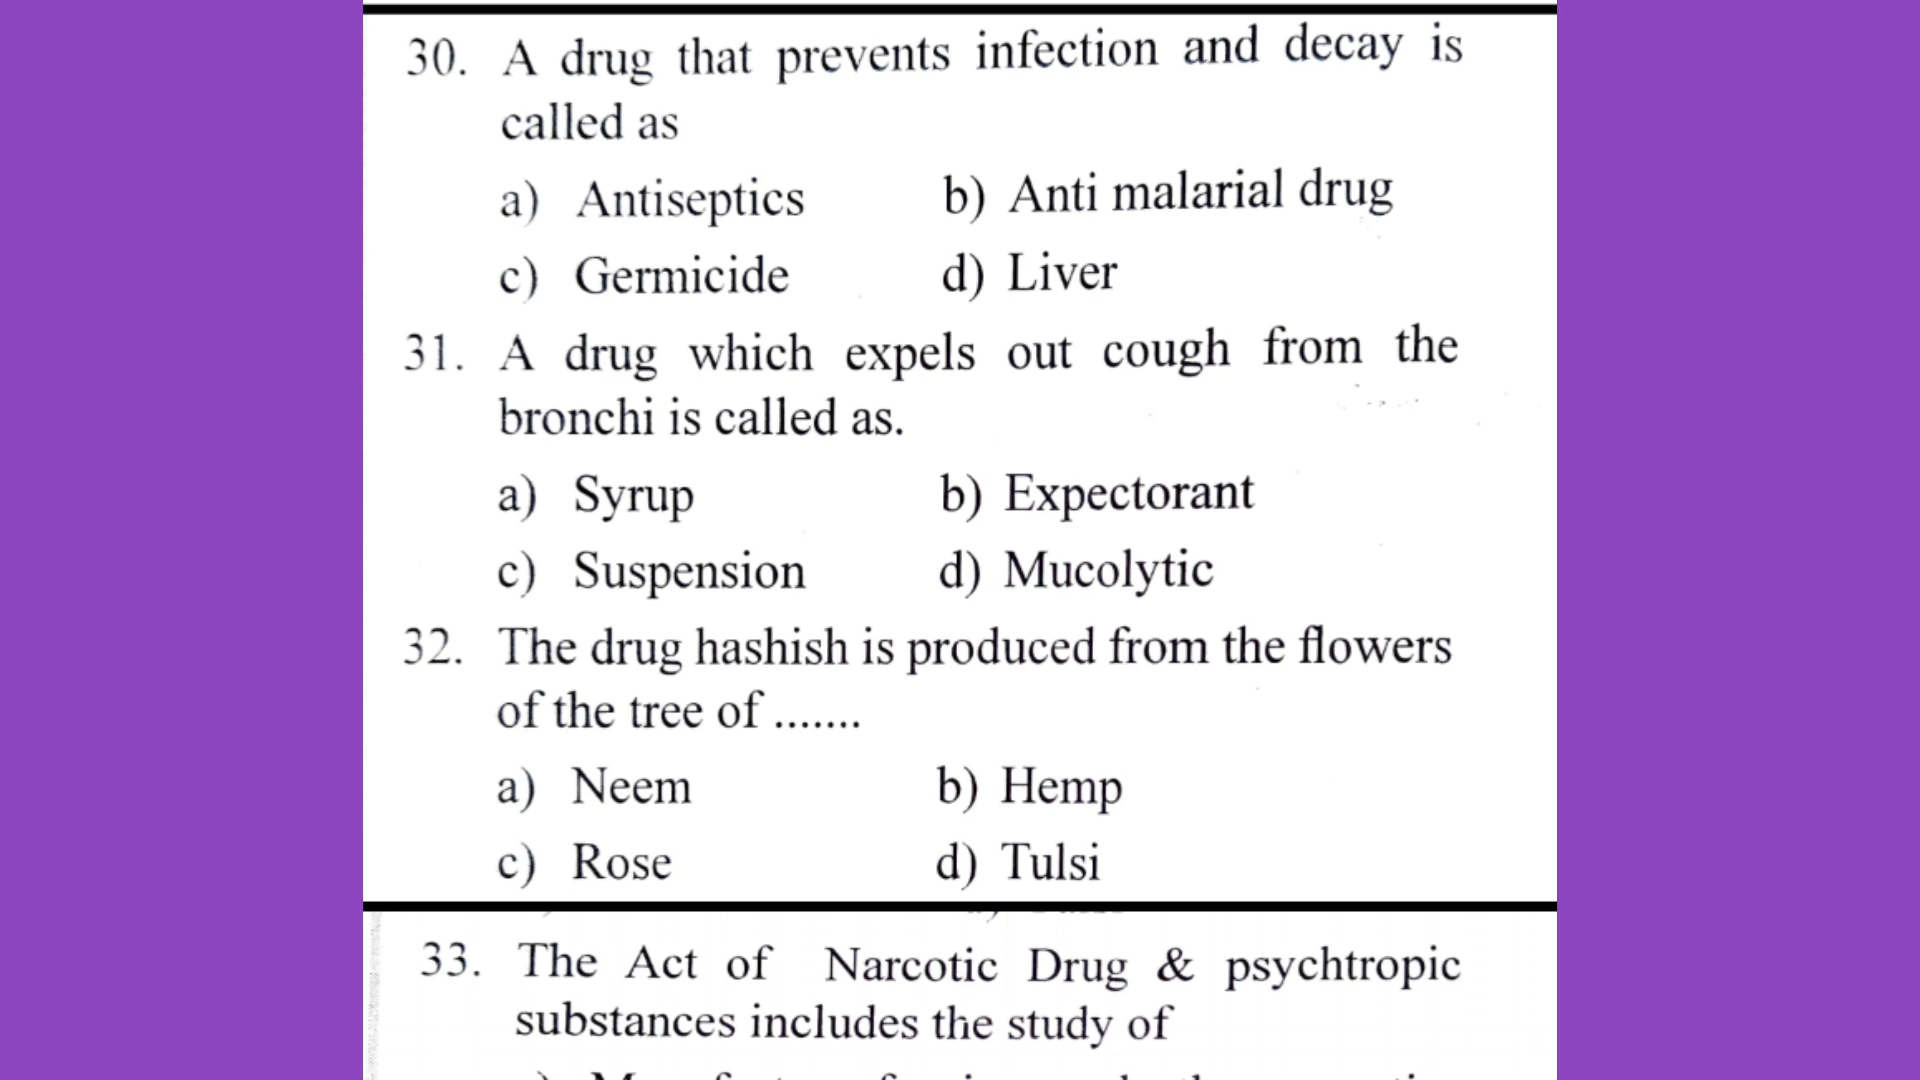 30. A drug that prevents infection and decay is
called as
a) Antiseptics b) Anti malarial drug
c) Germicide d) Liver
31. A drug which expels out cough from the
bronchi is called as.
a) Syrup b) Expectorant
c) Suspension d) Mucolytic
32. The drug hashish is produced from the flowers
of the tree of .......
a) Neem b) Hemp
c) Rose d) Tulsi
33. The Act of Narcotic Drug & psychtropic
substances includes the study of